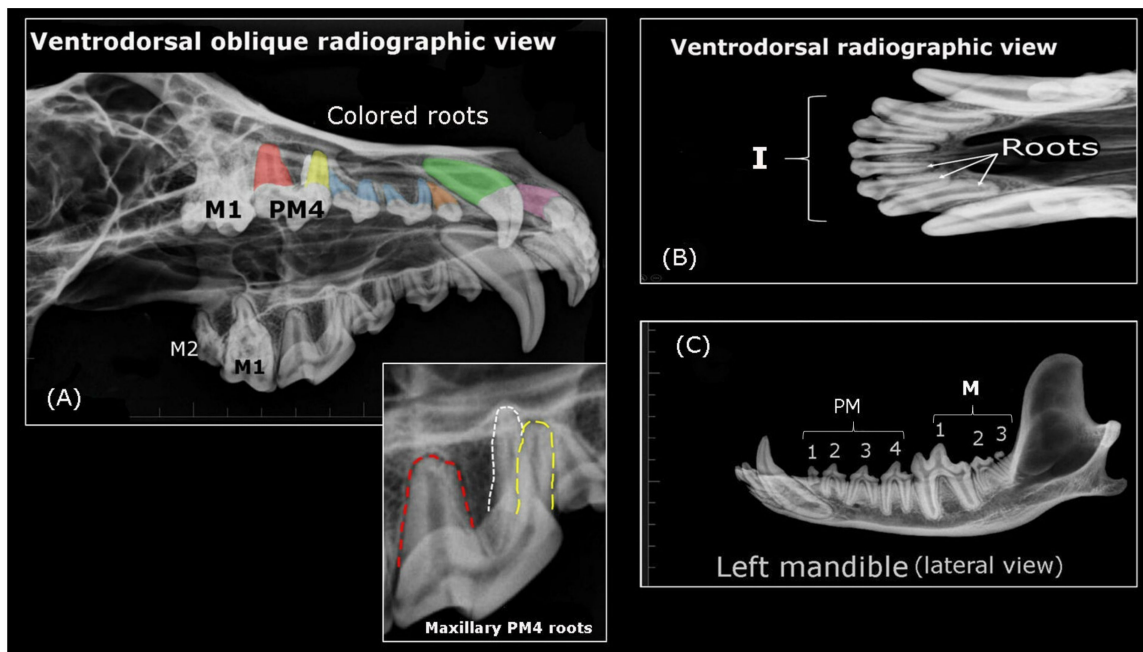 Ventrodorsal oblique radiographic view
Colored roots
M1
PM4
M2
M1
(A)
Maxillary PM4 roots
Ventrodorsal radiographic view
I
Roots
(B)
(C)
M
PM
1 2 3 4
1 2 3
Left mandible (lateral view)